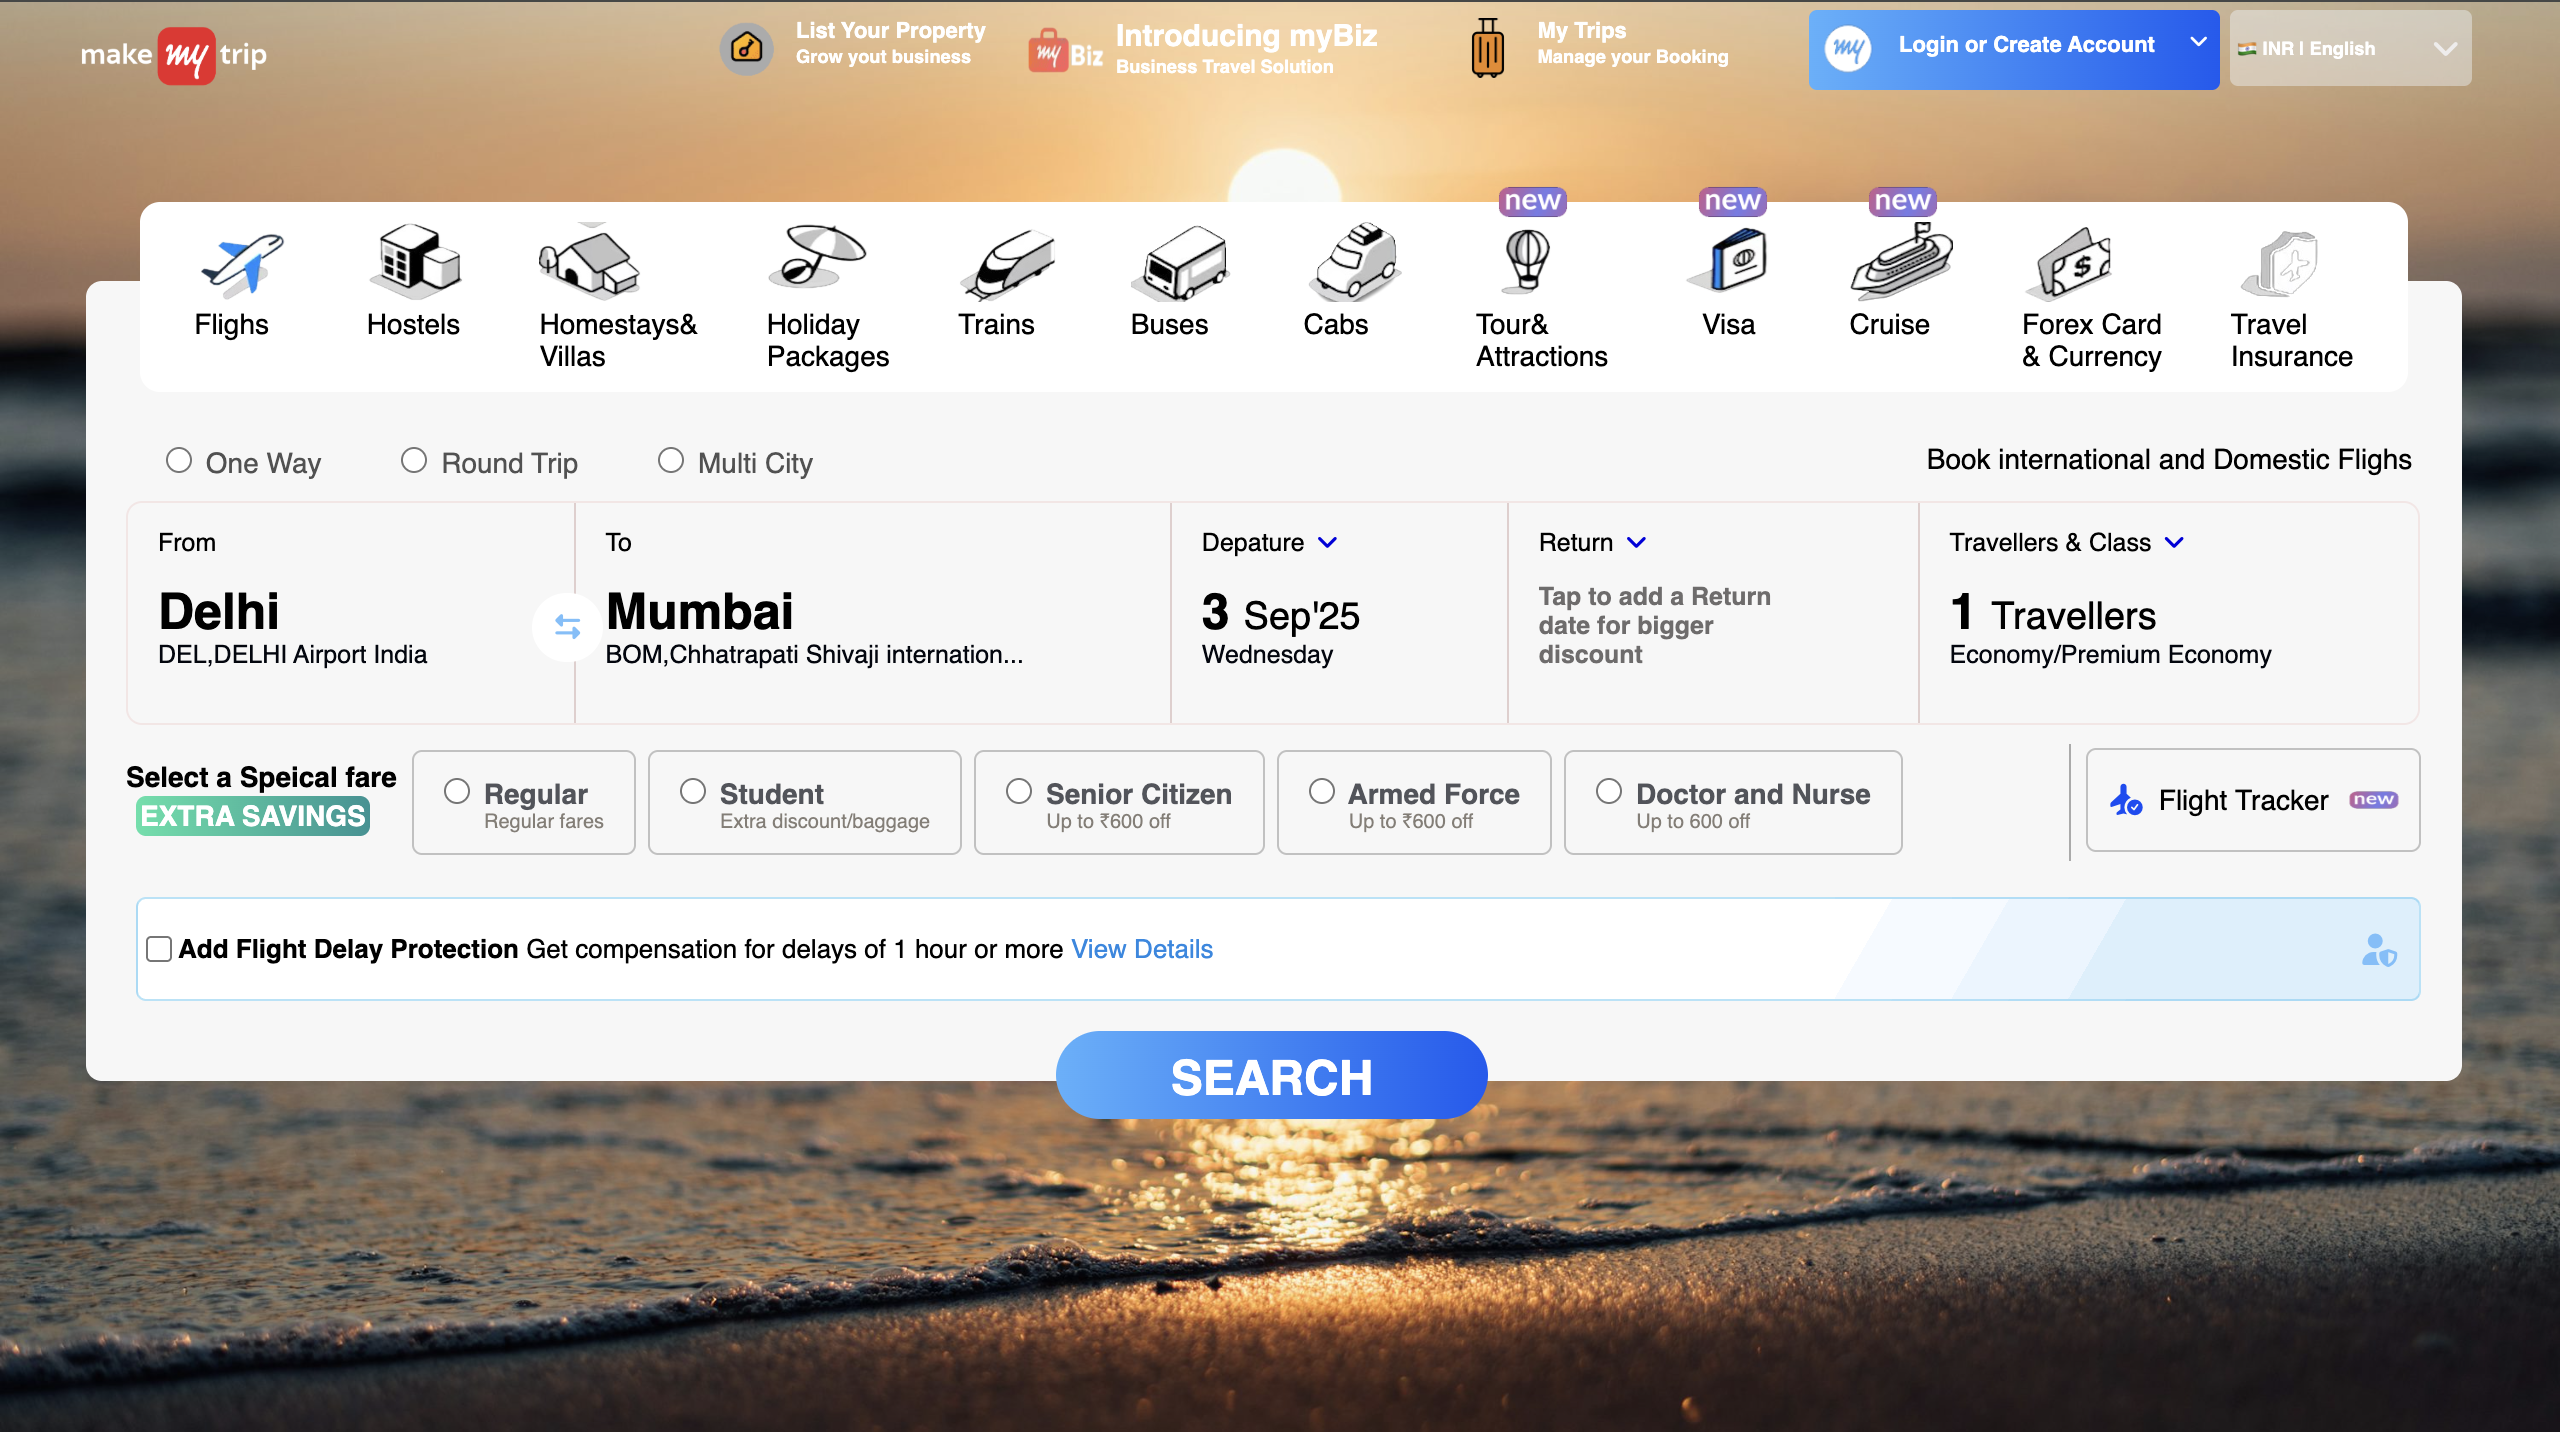 make my trip
List Your Property
Grow yout business
my Biz
Introducing myBiz
Business Travel Solution
My Trips
Manage your Booking
my
Login or Create Account
INR | English
new
new
new
Flighs
Hostels
Homestays&
Villas
Holiday
Packages
Trains
Buses
Cabs
Tour&
Attractions
Visa
Cruise
Forex Card
& Currency
Travel
Insurance
One Way
Round Trip
Multi City
Book international and Domestic Flighs
From
Delhi
DEL,DELHI Airport India
To
Mumbai
BOM,Chhatrapati Shivaji internation...
Depature
3 Sep'25
Wednesday
Return
Tap to add a Return
date for bigger
discount
Travellers & Class
1 Travellers
Economy/Premium Economy
Select a Speical fare
EXTRA SAVINGS
Regular
Regular fares
Student
Extra discount/baggage
Senior Citizen
Up to ₹600 off
Armed Force
Up to ₹600 off
Doctor and Nurse
Up to 600 off
Flight Tracker new
Add Flight Delay Protection Get compensation for delays of 1 hour or more View Details
SEARCH